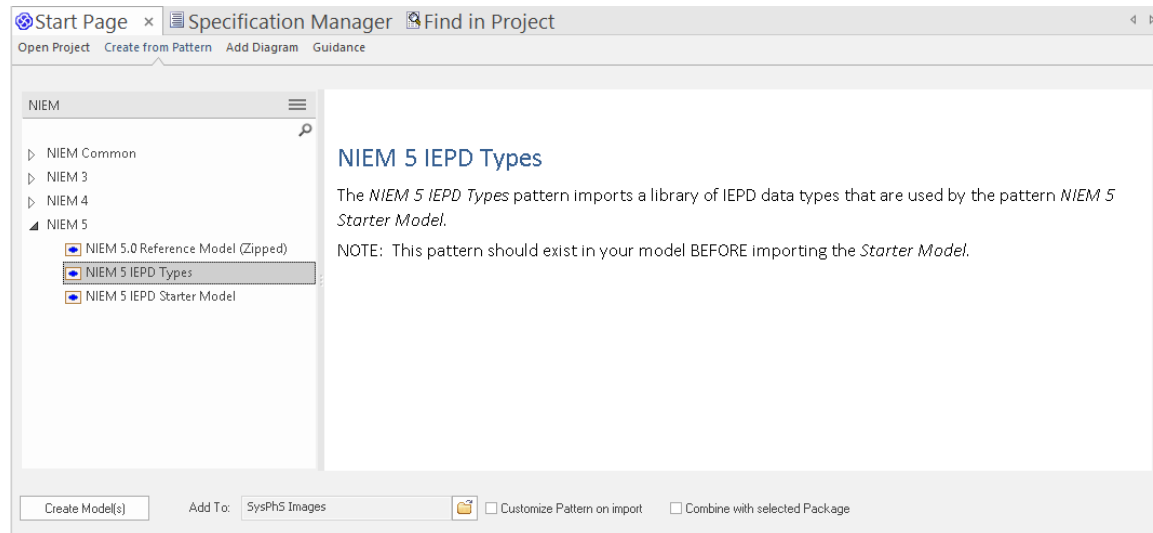 Start Page × Specification Manager Find in Project
Open Project Create from Pattern Add Diagram Guidance
NIEM
NIEM Common
NIEM 3
NIEM 4
NIEM 5
NIEM 5.0 Reference Model (Zipped)
NIEM 5 IEPD Types
NIEM 5 IEPD Starter Model
NIEM 5 IEPD Types
The NIEM 5 IEPD Types pattern imports a library of IEPD data types that are used by the pattern NIEM 5
Starter Model.
NOTE: This pattern should exist in your model BEFORE importing the Starter Model.
Create Model(s) Add To: SysPhS Images Customize Pattern on import Combine with selected Package